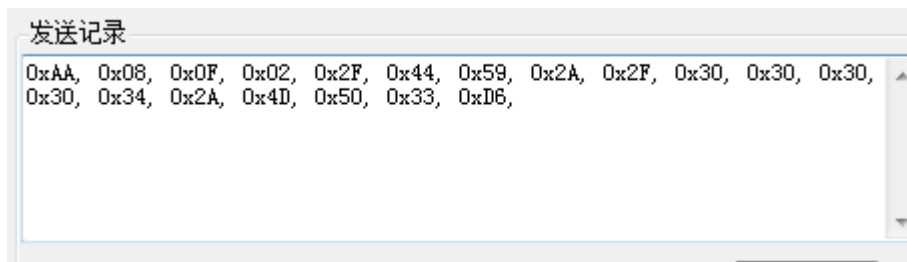 发送记录
0xAA, 0x08, 0x0F, 0x02, 0x2F, 0x44, 0x59, 0x2A, 0x2F, 0x30, 0x30, 0x30,
0x30, 0x34, 0x2A, 0x4D, 0x50, 0x33, 0xD6,